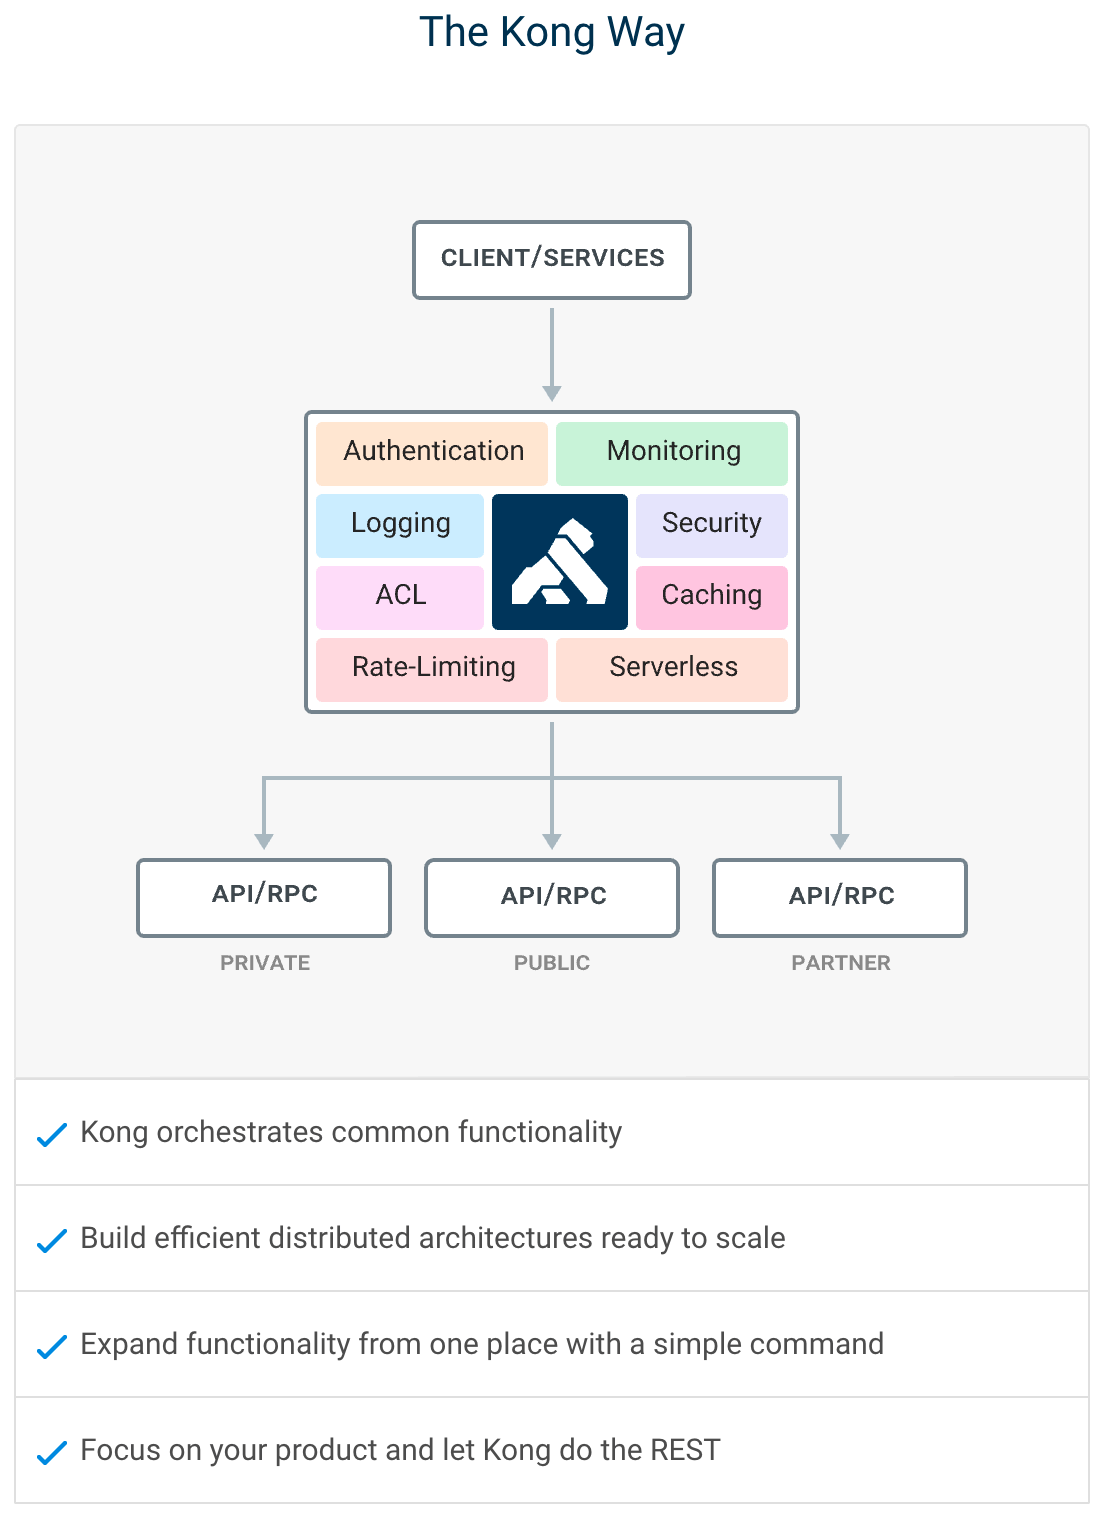 The Kong Way
CLIENT/SERVICES
Authentication
Monitoring
Logging
Security
ACL
Caching
Rate-Limiting
Serverless
API/RPC
API/RPC
API/RPC
PRIVATE
PUBLIC
PARTNER
Kong orchestrates common functionality
Build efficient distributed architectures ready to scale
Expand functionality from one place with a simple command
Focus on your product and let Kong do the REST